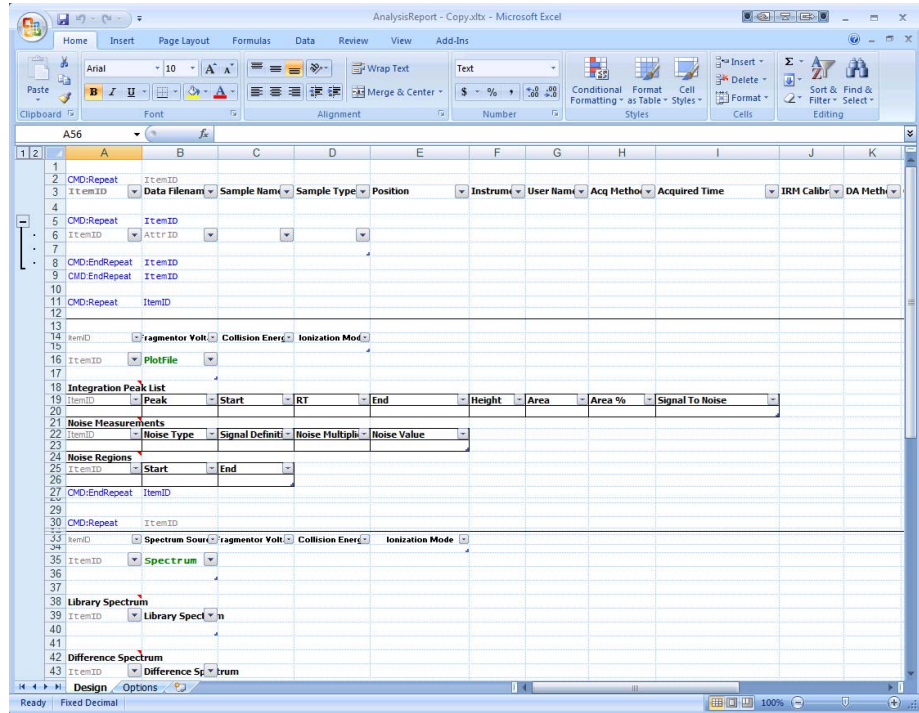 AnalysisReport - Copy.xltx - Microsoft Excel
Home Insert Page Layout Formulas Data Review View Add-Ins
Paste
Arial 10
Wrap Text
Merge & Center
Text
Conditional Formatting
Format as Table
Cell Styles
Insert
Delete
Format
Sort & Filter
Find & Select
Clipboard Font Alignment Number Styles Cells Editing
A56 fx
1 2 A B C D E F G H I J K
1
2 CMD:Repeat ItemID
3 ItemID Data Filenam Sample Name Sample Type Position Instrume User Name Acq Method Acquired Time IRM Calibr DA Metho
4
5 CMD:Repeat ItemID
6 ItemID AttrID
7
8 CMD:EndRepeat ItemID
9 CMD:EndRepeat ItemID
10
11 CMD:Repeat ItemID
12
13
14 ItemID Fragmentor Volt Collision Energ Ionization Mod
15
16 ItemID PlotFile
17
18 Integration Peak List
19 ItemID Peak Start RT End Height Area Area % Signal To Noise
20
21 Noise Measurements
22 ItemID Noise Type Signal Definiti Noise Multipli Noise Value
23
24 Noise Regions
25 ItemID Start End
26
27 CMD:EndRepeat ItemID
29
30 CMD:Repeat ItemID
33 ItemID Spectrum Sourc Fragmentor Volt Collision Energ Ionization Mode
34
35 ItemID Spectrum
36
37
38 Library Spectrum
39 ItemID Library Spect m
40
41
42 Difference Spectrum
43 ItemID Difference Sp trum
Design Options
Ready Fixed Decimal 100%